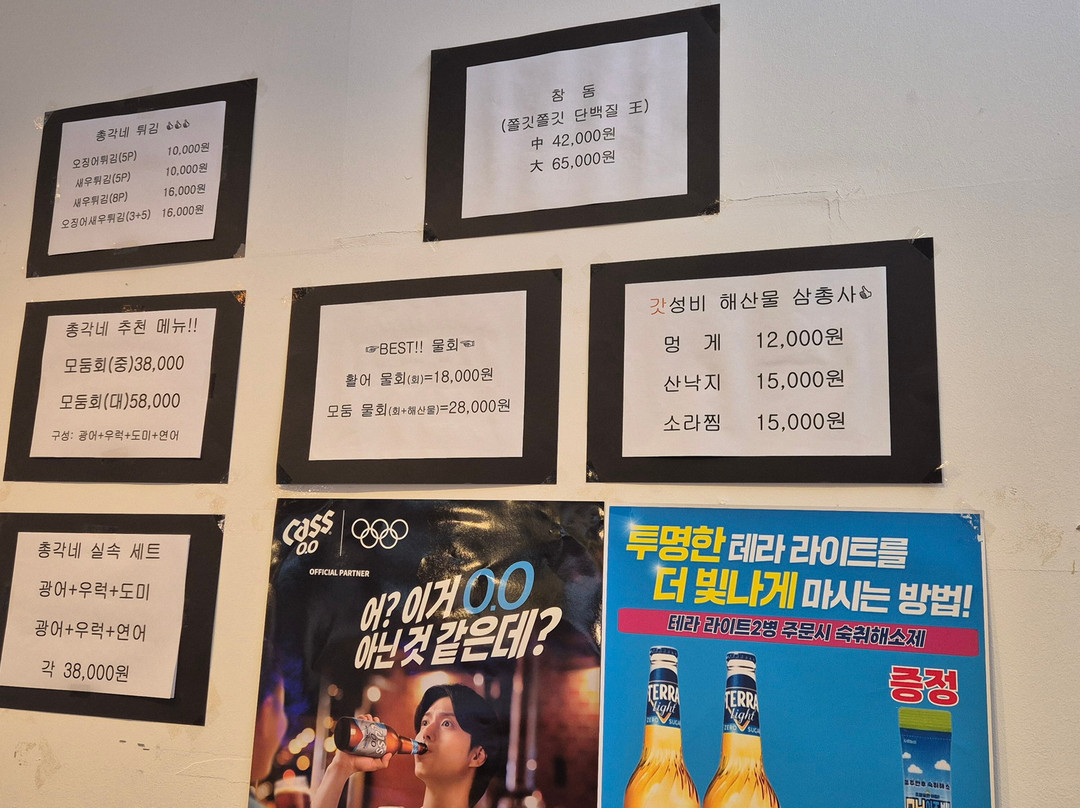 총각네 튀김 👍👍👍
오징어튀김(5P) 10,000원
새우튀김(5P) 10,000원
새우튀김(8P) 16,000원
오징어새우튀김(3+5) 16,000원
참 돔
(쫄깃쫄깃 단백질 王)
中 42,000원
大 65,000원
총각네 추천 메뉴!!
모둠회(중)38,000
모둠회(대)58,000
구성: 광어+우럭+도미+연어
☞BEST!! 물회☜
활어 물회(회)=18,000원
모둠 물회(회+해산물)=28,000원
갓성비 해산물 삼총사👍
멍 게 12,000원
산낙지 15,000원
소라찜 15,000원
총각네 실속 세트
광어+우럭+도미
광어+우럭+연어
각 38,000원
Cass
0.0
OFFICIAL PARTNER
어? 이거 0.0
아닌 것 같은데?
투명한 테라 라이트를
더 빛나게 마시는 방법!
테라 라이트2병 주문시 숙취해소제
증정
TERRA
light
ZERO SUGAR
TERRA
light
ZERO SUGAR